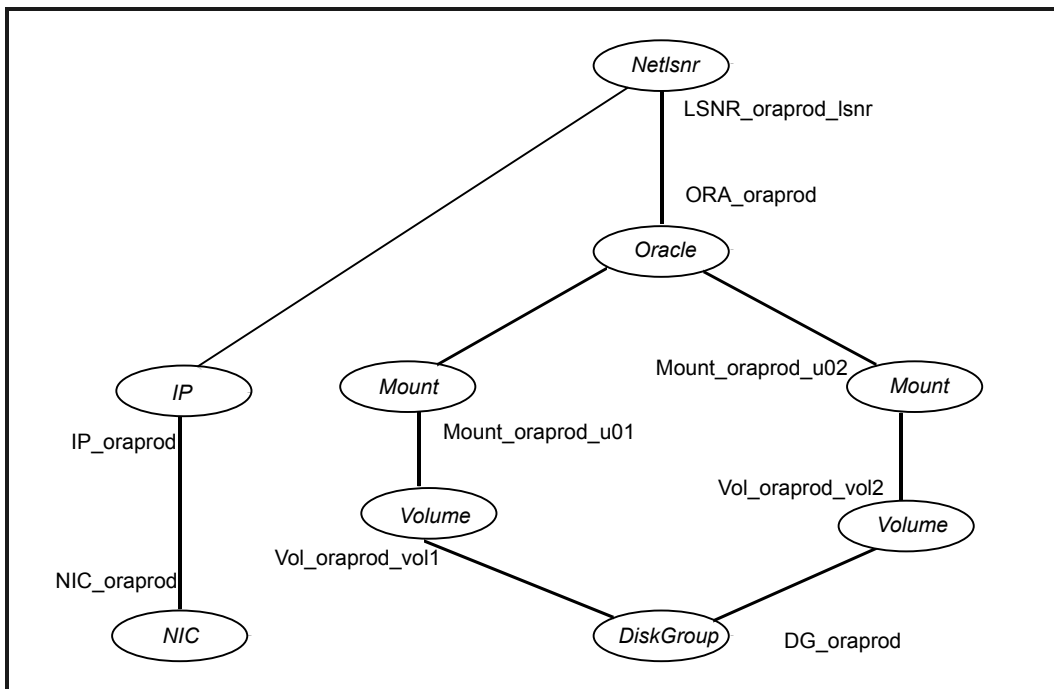 Netlsnr
LSNR_oraprod_lsnr
ORA_oraprod
Oracle
Mount_oraprod_u02
IP
Mount
Mount
IP_oraprod
Mount_oraprod_u01
Vol_oraprod_vol2
Volume
Volume
Vol_oraprod_vol1
NIC_oraprod
NIC
DiskGroup
DG_oraprod